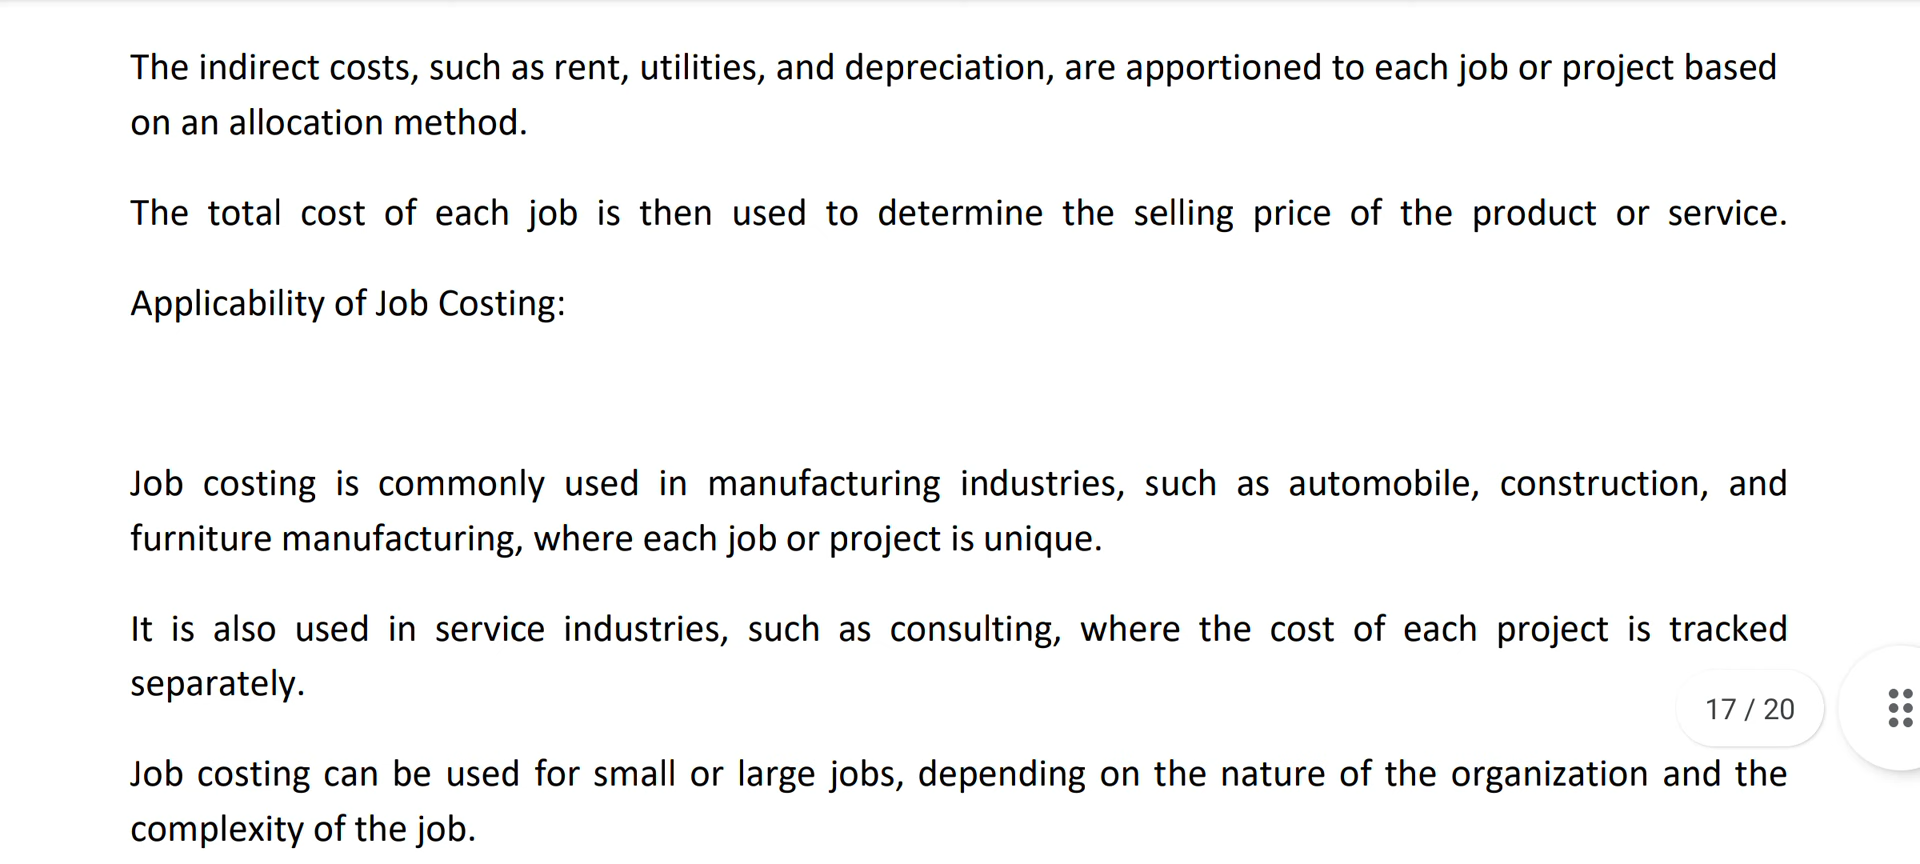 The indirect costs, such as rent, utilities, and depreciation, are apportioned to each job or project based
on an allocation method.
The total cost of each job is then used to determine the selling price of the product or service.
Applicability of Job Costing:
Job costing is commonly used in manufacturing industries, such as automobile, construction, and
furniture manufacturing, where each job or project is unique.
It is also used in service industries, such as consulting, where the cost of each project is tracked
separately.
17 / 20
Job costing can be used for small or large jobs, depending on the nature of the organization and the
complexity of the job.